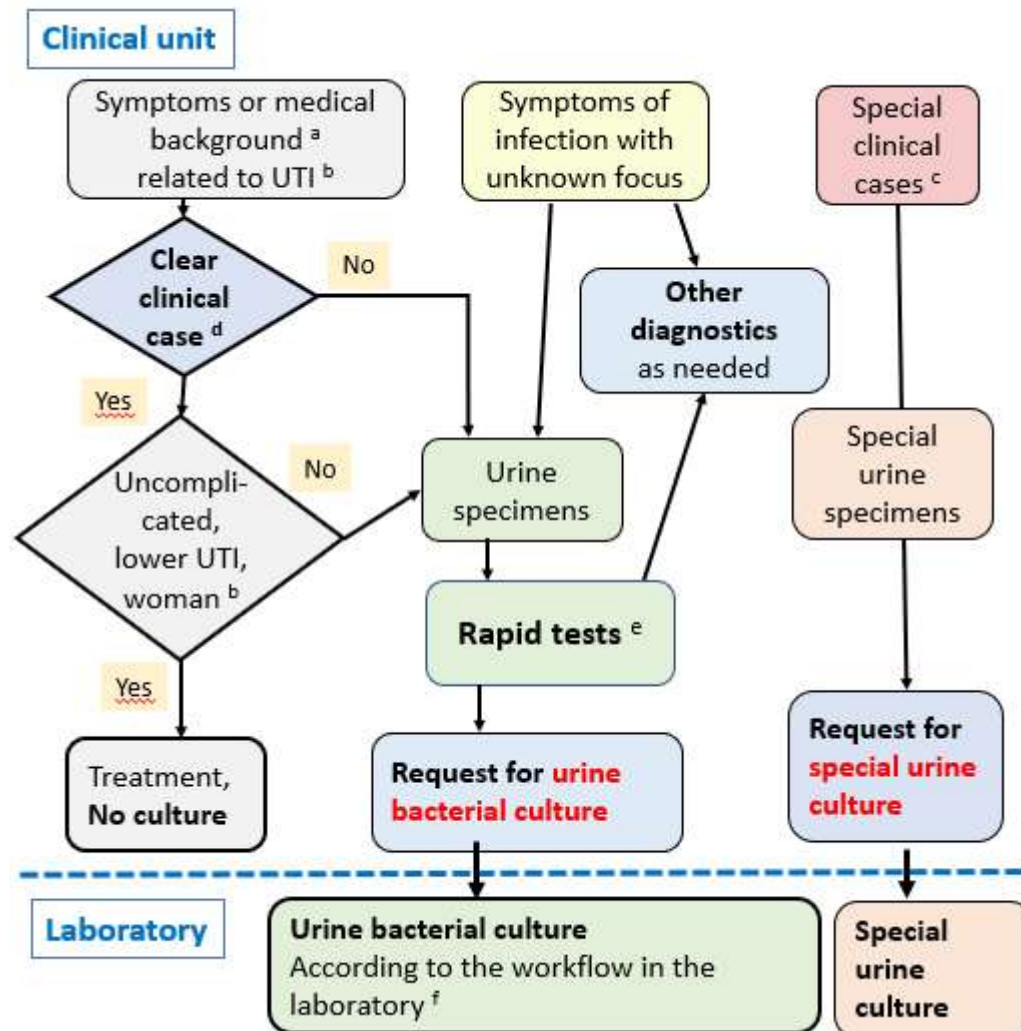 Clinical unit
Symptoms or medical
background a
related to UTI b
Symptoms of
infection with
unknown focus
Special
clinical
cases c
Clear
clinical
case d
No
Other
diagnostics
as needed
Yes
Uncompli-
cated,
lower UTI,
woman b
No
Urine
specimens
Special
urine
specimens
Rapid tests e
Yes
Treatment,
No culture
Request for urine
bacterial culture
Request for
special urine
culture
Laboratory
Urine bacterial culture
According to the workflow in the
laboratory f
Special
urine
culture